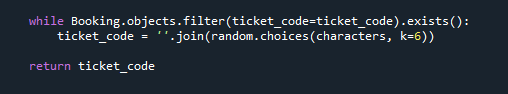 while Booking.objects.filter(ticket_code=ticket_code).exists():
    ticket_code = ''.join(random.choices(characters, k=6))
return ticket_code